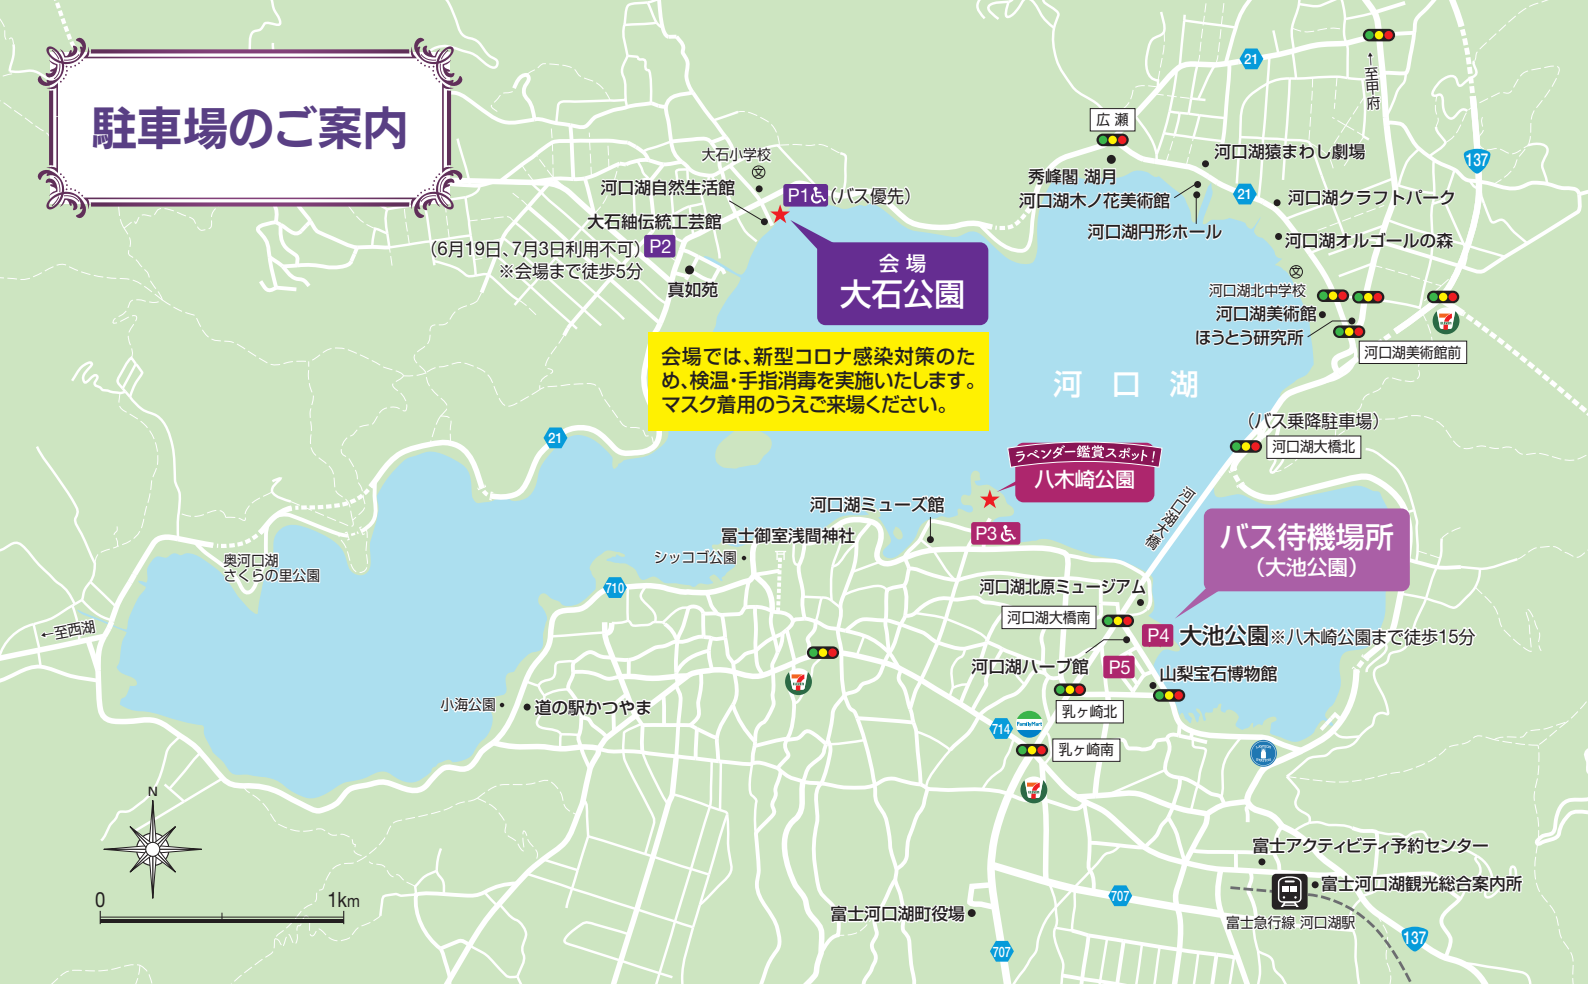 駐車場のご案内
21
←至甲府
広瀬
大石小学校
文
河口湖自然生活館
P1
(バス優先)
大石紬伝統工芸館
(6月19日、7月3日利用不可)
P2
※会場まで徒歩5分
真如苑
会場
大石公園
会場では、新型コロナ感染対策のた
め、検温・手指消毒を実施いたします。
マスク着用のうえご来場ください。
秀峰閣 湖月
河口湖猿まわし劇場
137
河口湖木ノ花美術館
21
河口湖クラフトパーク
河口湖円形ホール
河口湖オルゴールの森
文
河口湖北中学校
河口湖美術館
ほうとう研究所
河口湖美術館前
河口湖
(バス乗降駐車場)
河口湖大橋北
21
ラベンダー鑑賞スポット!
八木崎公園
河口湖大橋
河口湖ミューズ館
P3
冨士御室浅間神社
シッコゴ公園
バス待機場所
(大池公園)
奥河口湖
さくらの里公園
710
河口湖北原ミュージアム
河口湖大橋南
←至西湖
P4
大池公園※八木崎公園まで徒歩15分
河口湖ハーブ館
P5
山梨宝石博物館
小海公園
道の駅かつやま
乳ヶ崎北
714
FamilyMart
乳ヶ崎南
N
0
1km
富士アクティビティ予約センター
富士河口湖観光総合案内所
707
富士河口湖町役場
富士急行線 河口湖駅
137
707